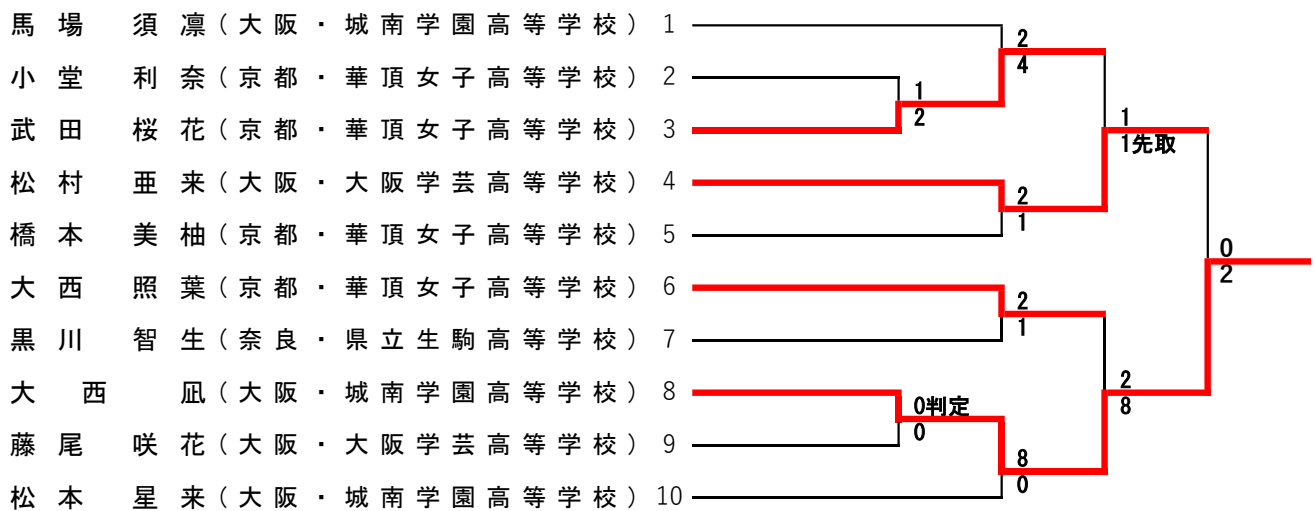 馬場 須凛(大阪・城南学園高等学校) 1
2
4
小堂 利奈(京都・華頂女子高等学校) 2
1
2
武田 桜花(京都・華頂女子高等学校) 3
1
1先取
松村 亜来(大阪・大阪学芸高等学校) 4
2
1
橋本 美柚(京都・華頂女子高等学校) 5
0
2
大西 照葉(京都・華頂女子高等学校) 6
2
1
黒川 智生(奈良・県立生駒高等学校) 7
大西 凪(大阪・城南学園高等学校) 8
2
8
0判定
0
藤尾 咲花(大阪・大阪学芸高等学校) 9
8
0
松本 星来(大阪・城南学園高等学校) 10